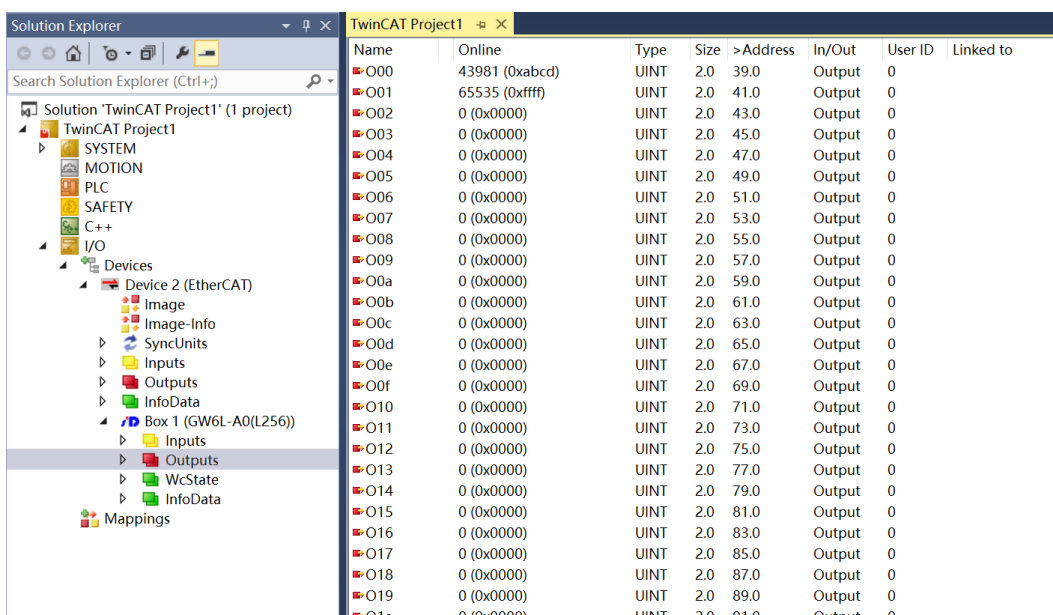 Solution Explorer
Search Solution Explorer (Ctrl+;)
Solution 'TwinCAT Project1' (1 project)
TwinCAT Project1
SYSTEM
MOTION
PLC
SAFETY
C++
I/O
Devices
Device 2 (EtherCAT)
Image
Image-Info
SyncUnits
Inputs
Outputs
InfoData
Box 1 (GW6L-A0(L256))
Inputs
Outputs
WcState
InfoData
Mappings
TwinCAT Project1
Name Online Type Size >Address In/Out User ID Linked to
O00 43981 (0xabcd) UINT 2.0 39.0 Output 0
O01 65535 (0xffff) UINT 2.0 41.0 Output 0
O02 0 (0x0000) UINT 2.0 43.0 Output 0
O03 0 (0x0000) UINT 2.0 45.0 Output 0
O04 0 (0x0000) UINT 2.0 47.0 Output 0
O05 0 (0x0000) UINT 2.0 49.0 Output 0
O06 0 (0x0000) UINT 2.0 51.0 Output 0
O07 0 (0x0000) UINT 2.0 53.0 Output 0
O08 0 (0x0000) UINT 2.0 55.0 Output 0
O09 0 (0x0000) UINT 2.0 57.0 Output 0
O0a 0 (0x0000) UINT 2.0 59.0 Output 0
O0b 0 (0x0000) UINT 2.0 61.0 Output 0
O0c 0 (0x0000) UINT 2.0 63.0 Output 0
O0d 0 (0x0000) UINT 2.0 65.0 Output 0
O0e 0 (0x0000) UINT 2.0 67.0 Output 0
O0f 0 (0x0000) UINT 2.0 69.0 Output 0
O10 0 (0x0000) UINT 2.0 71.0 Output 0
O11 0 (0x0000) UINT 2.0 73.0 Output 0
O12 0 (0x0000) UINT 2.0 75.0 Output 0
O13 0 (0x0000) UINT 2.0 77.0 Output 0
O14 0 (0x0000) UINT 2.0 79.0 Output 0
O15 0 (0x0000) UINT 2.0 81.0 Output 0
O16 0 (0x0000) UINT 2.0 83.0 Output 0
O17 0 (0x0000) UINT 2.0 85.0 Output 0
O18 0 (0x0000) UINT 2.0 87.0 Output 0
O19 0 (0x0000) UINT 2.0 89.0 Output 0